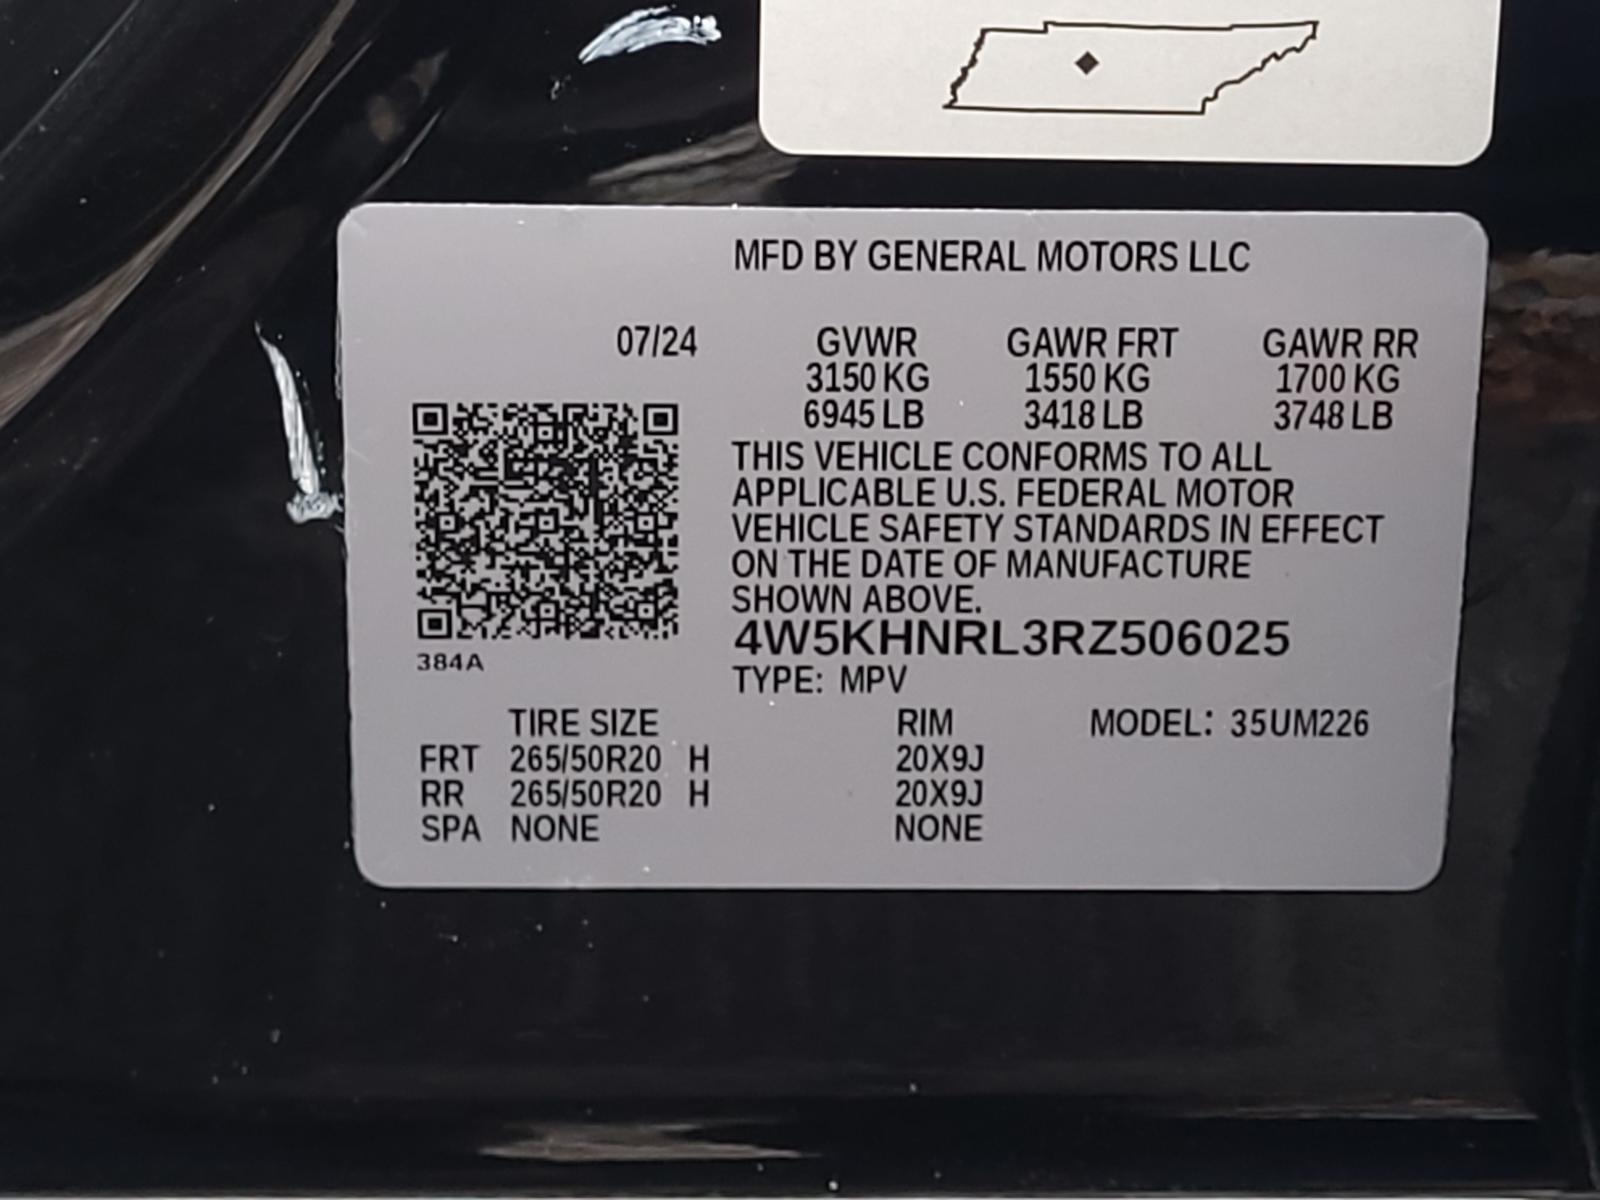 MFD BY GENERAL MOTORS LLC
07/24 GVWR GAWR FRT GAWR RR
3150 KG 1550 KG 1700 KG
6945 LB 3418 LB 3748 LB
THIS VEHICLE CONFORMS TO ALL
APPLICABLE U.S. FEDERAL MOTOR
VEHICLE SAFETY STANDARDS IN EFFECT
ON THE DATE OF MANUFACTURE
SHOWN ABOVE.
4W5KHNRL3RZ506025
384A
TYPE: MPV
TIRE SIZE RIM MODEL: 35UM226
FRT 265/50R20 H 20X9J
RR 265/50R20 H 20X9J
SPA NONE NONE